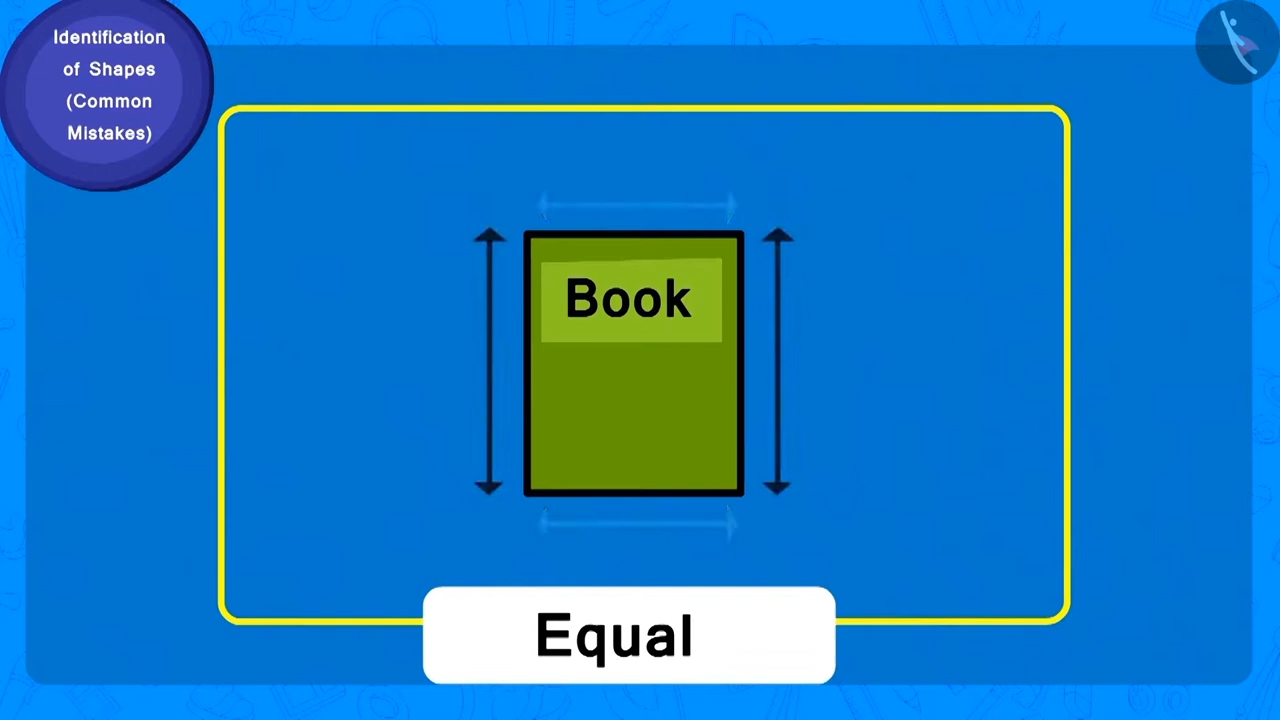 Identification
of Shapes
(Common
Mistakes)
Book
Equal